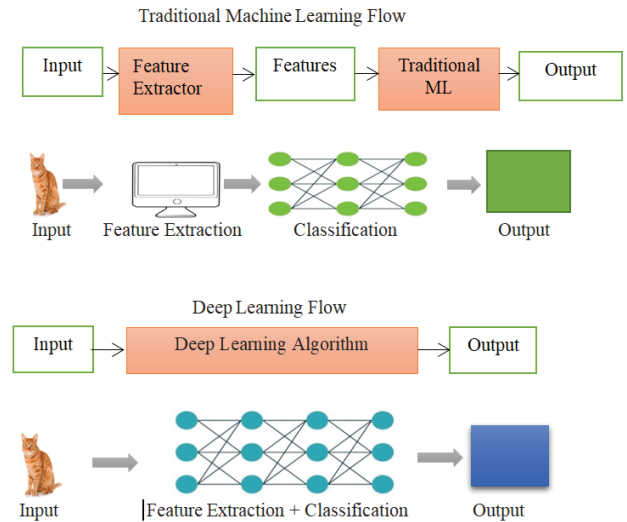 Traditional Machine Learning Flow
Input
Feature
Extractor
Features
Traditional
ML
Output
Input
Feature Extraction
Classification
Output
Deep Learning Flow
Input
Deep Learning Algorithm
Output
Input
Feature Extraction + Classification
Output